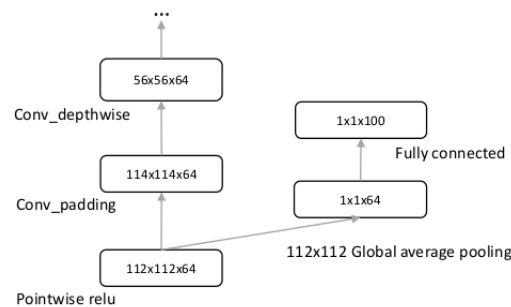 ...
56x56x64
Conv_depthwise
1x1x100
Fully connected
114x114x64
Conv_padding
1x1x64
112x112 Global average pooling
112x112x64
Pointwise relu